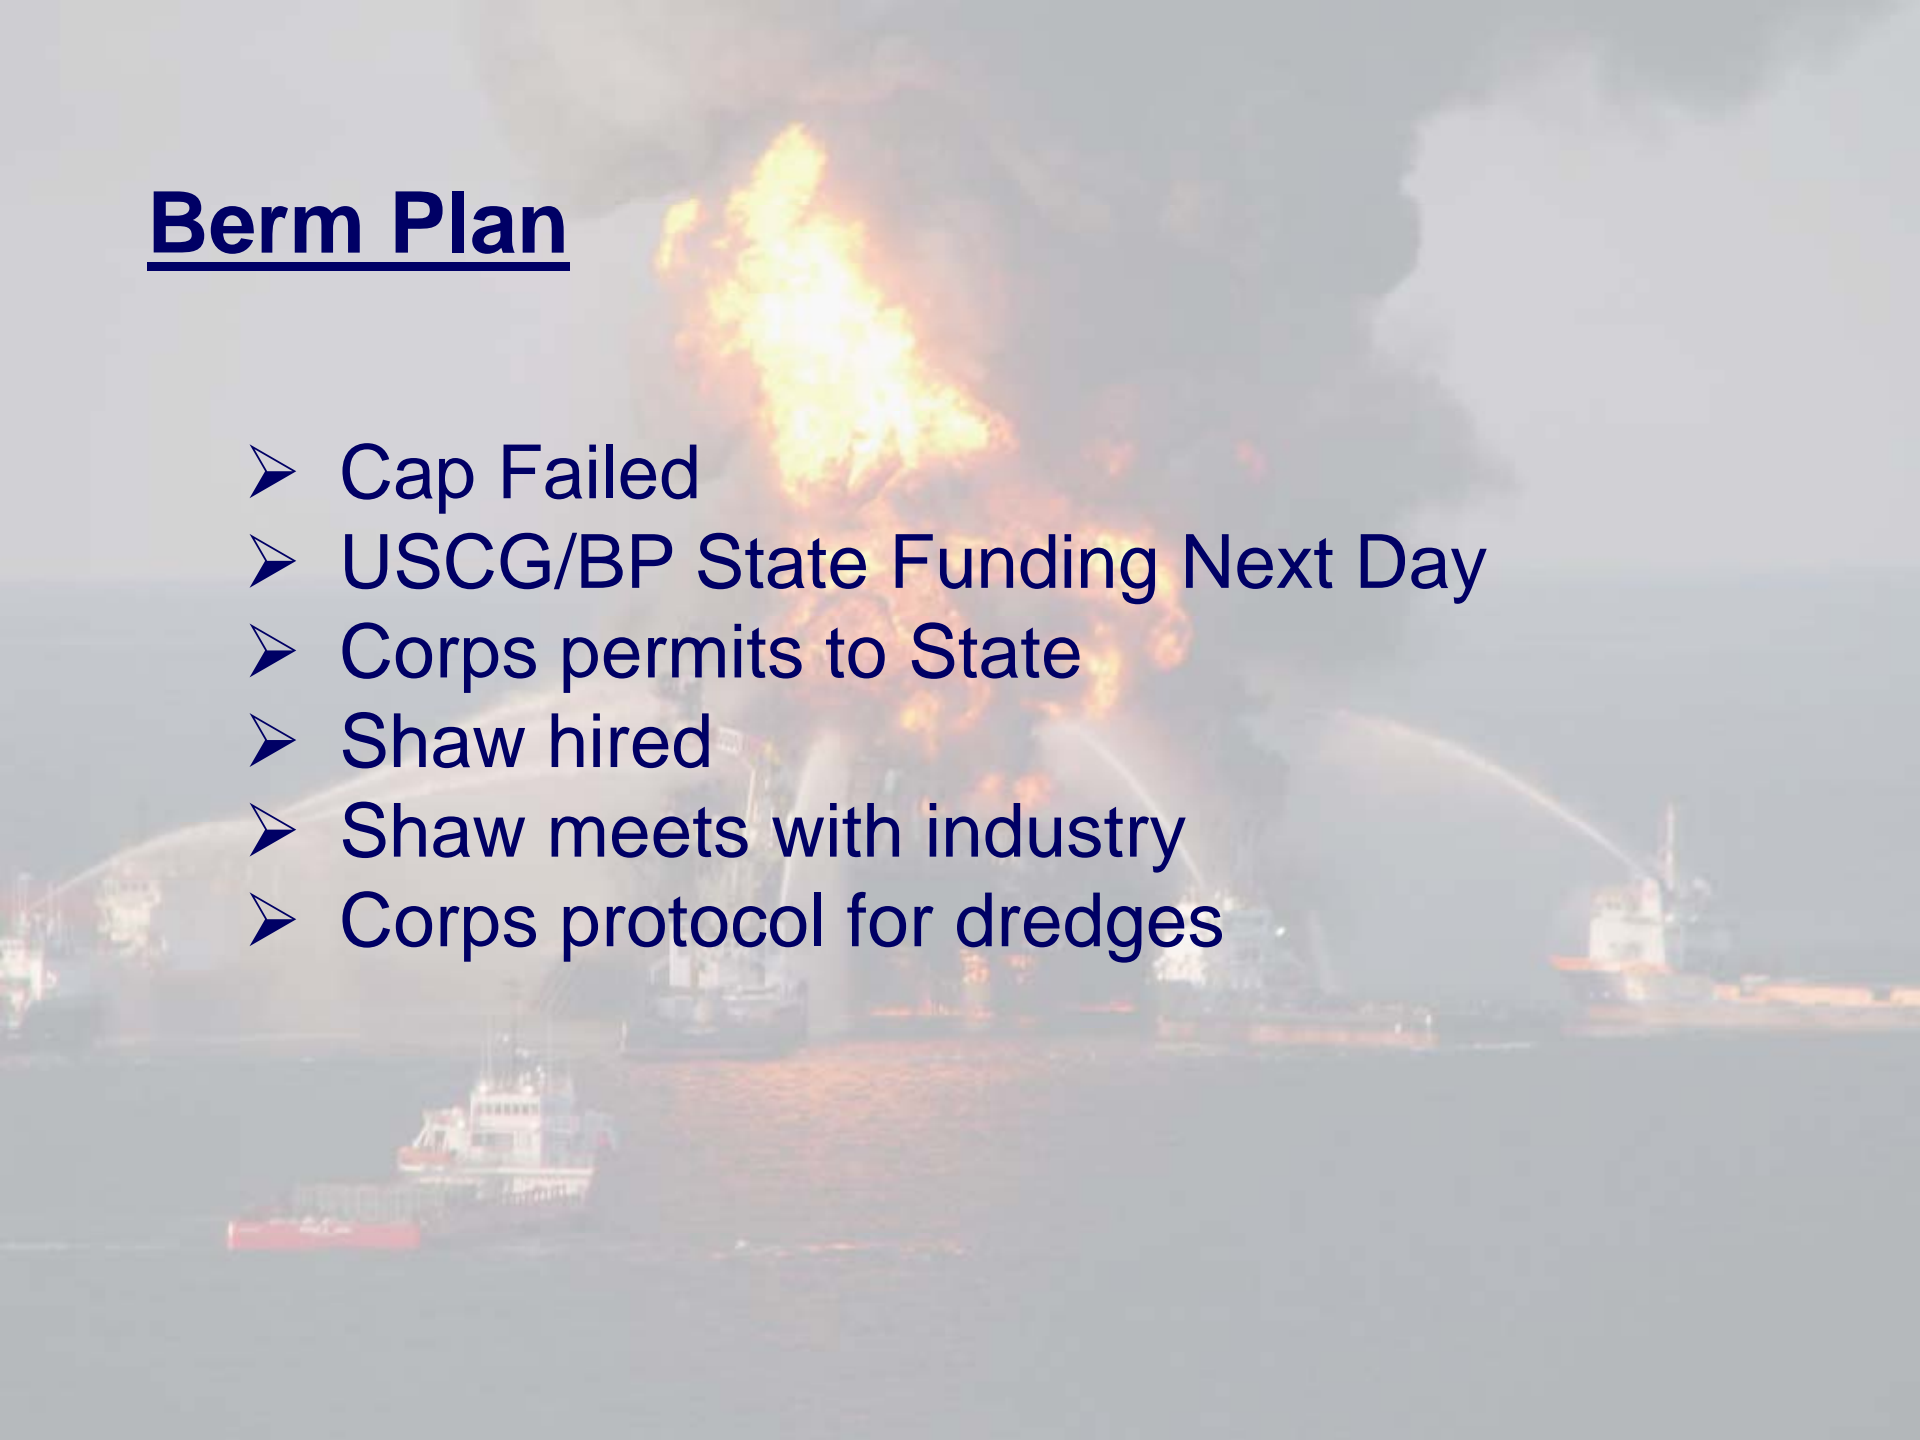 Berm Plan
➢ Cap Failed
➢ USCG/BP State Funding Next Day
➢ Corps permits to State
➢ Shaw hired
➢ Shaw meets with industry
➢ Corps protocol for dredges